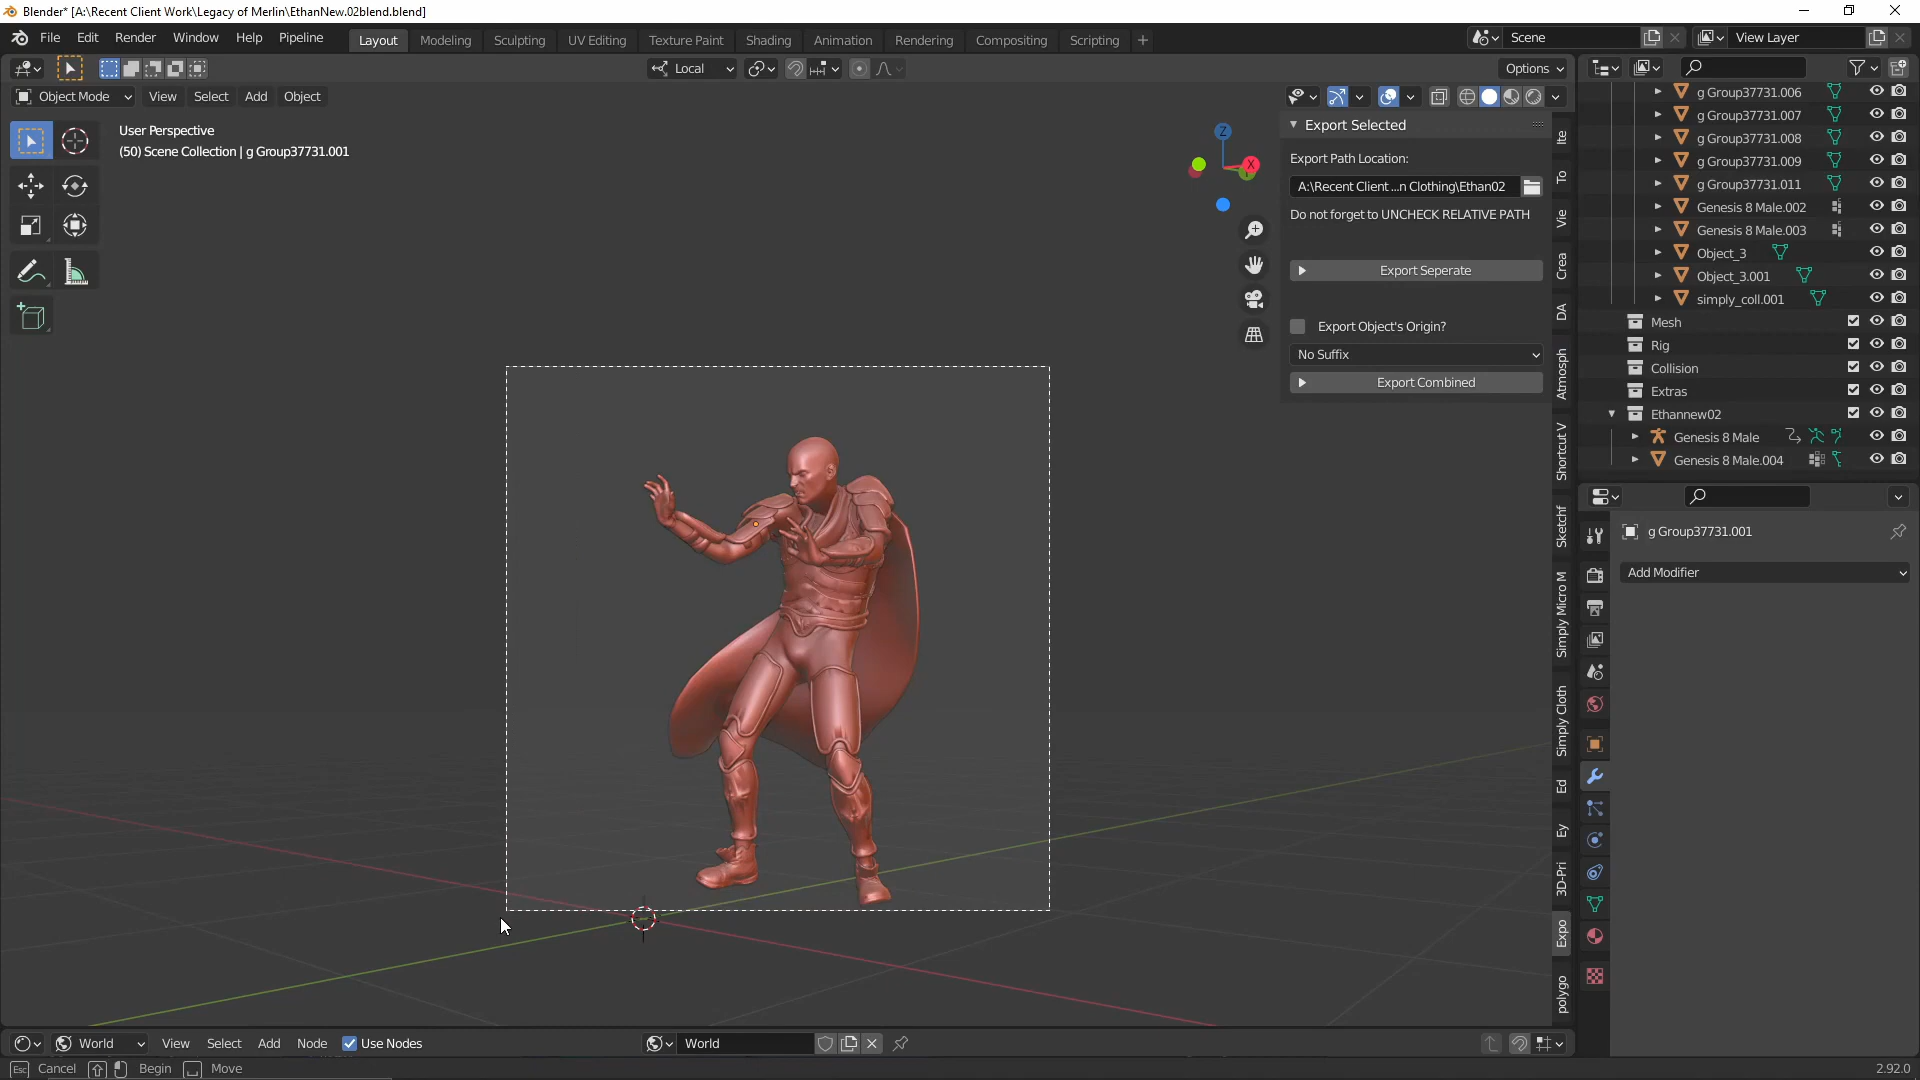 Blender* [A:\Recent Client Work\Legacy of Merlin\EthanNew.02blend.blend]
File Edit Render Window Help Pipeline Layout Modeling Sculpting UV Editing Texture Paint Shading Animation Rendering Compositing Scripting + Scene View Layer
Local Options
Object Mode View Select Add Object
User Perspective
(50) Scene Collection | g Group37731.001
Z
X
Export Selected
Export Path Location:
A:\Recent Client ...n Clothing\Ethan02
Do not forget to UNCHECK RELATIVE PATH
Export Seperate
Export Object's Origin?
No Suffix
Export Combined
Ite
To
Vie
Crea
DA
Atmosph
Shortcut V
Sketchf
Simply Micro M
Simply Cloth
Ed
Ey
3D-Pri
Expo
polygo
g Group37731.006
g Group37731.007
g Group37731.008
g Group37731.009
g Group37731.011
Genesis 8 Male.002
Genesis 8 Male.003
Object_3
Object_3.001
simply_coll.001
Mesh
Rig
Collision
Extras
Ethannew02
Genesis 8 Male
Genesis 8 Male.004
g Group37731.001
Add Modifier
World View Select Add Node Use Nodes World
Esc Cancel Begin Move 2.92.0